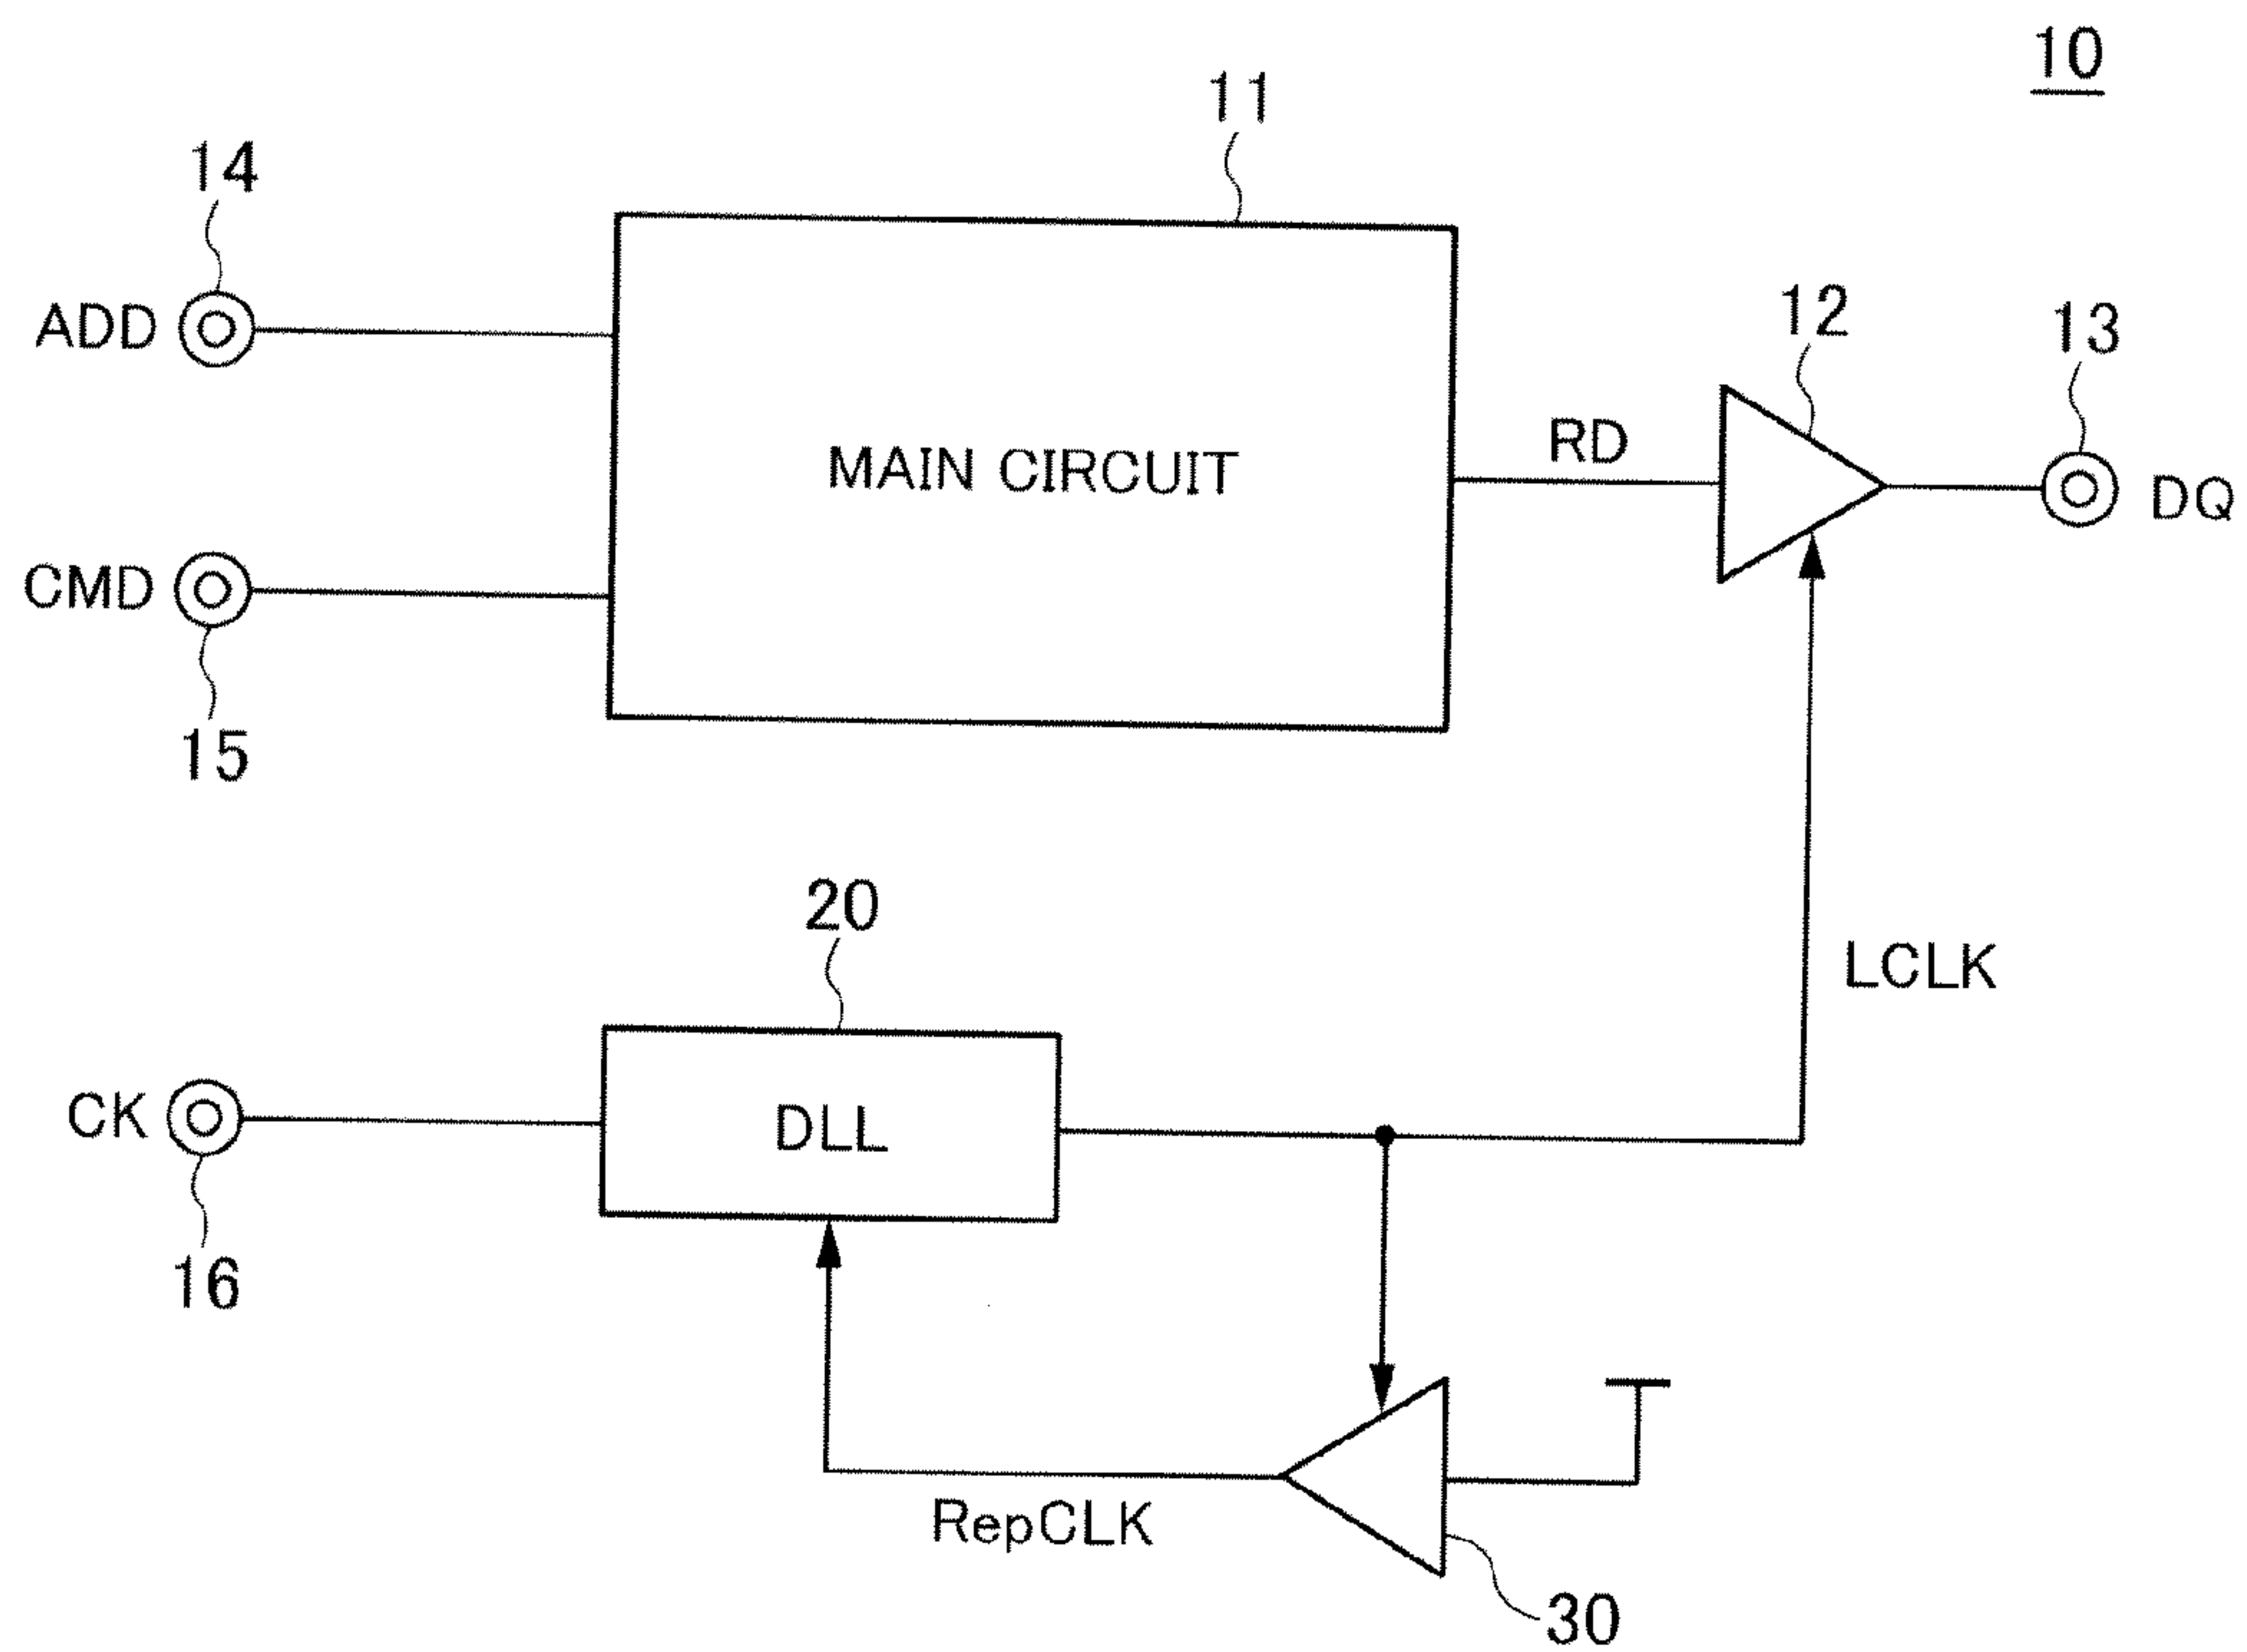 10
11
14
12
13
ADD
RD
MAIN CIRCUIT
DQ
CMD
15
20
LCLK
CK
DLL
16
RepCLK
30